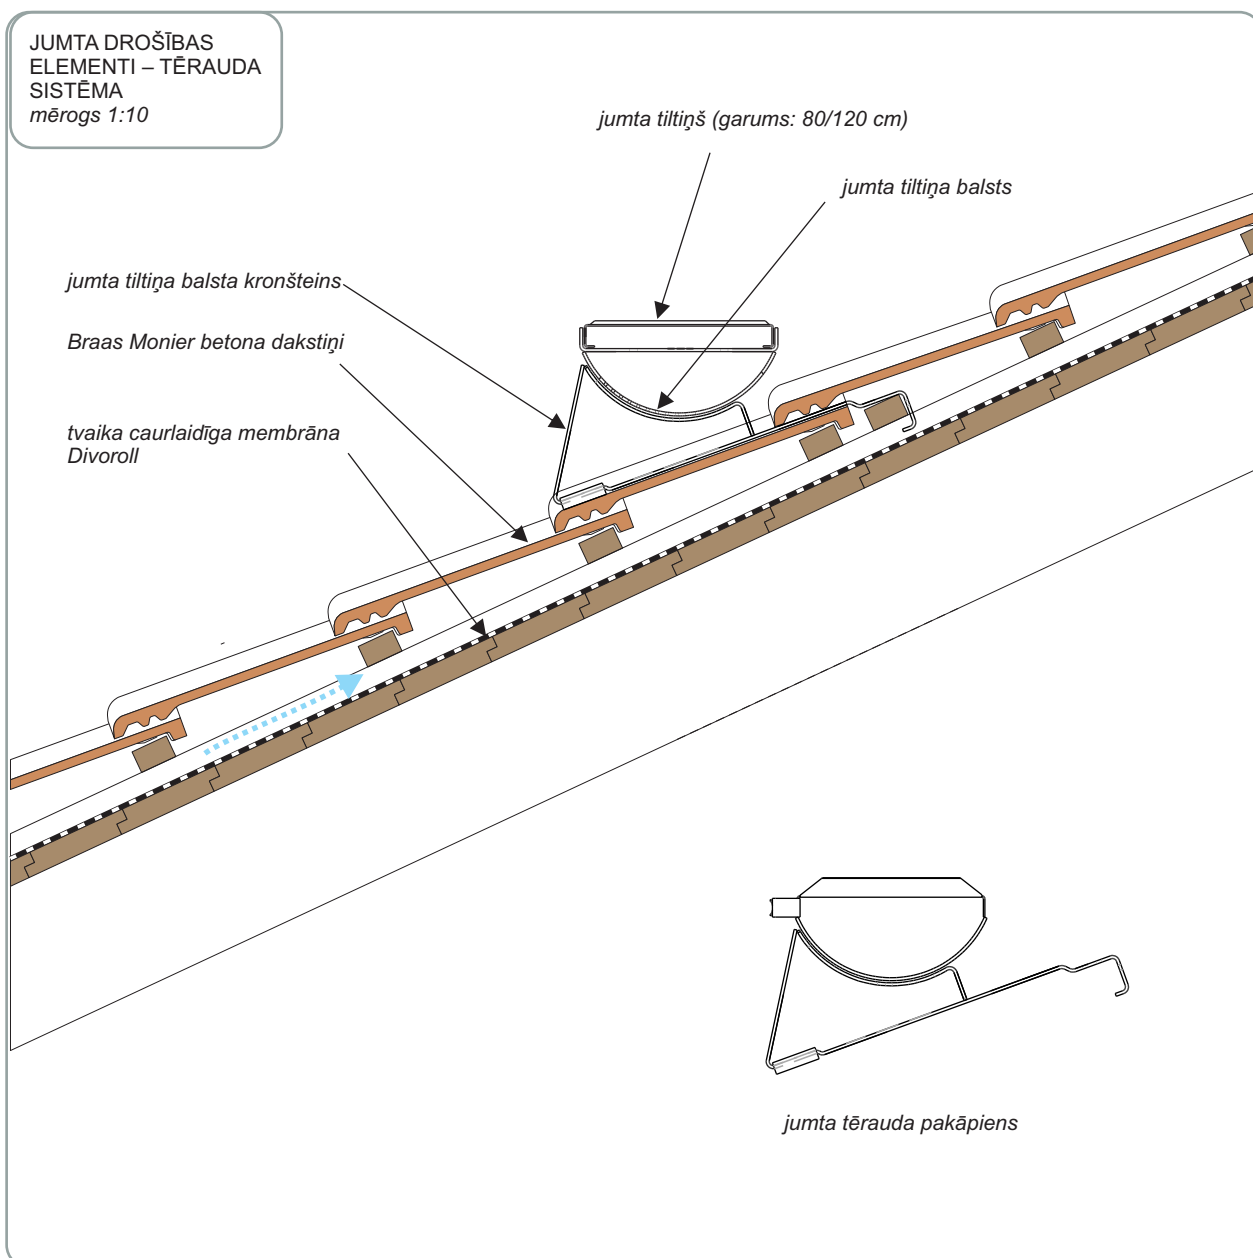 JUMTA DROŠĪBAS
ELEMENTI – TĒRAUDA
SISTĒMA
mērogs 1:10
jumta tiltiņš (garums: 80/120 cm)
jumta tiltiņa balsts
jumta tiltiņa balsta kronšteins
Braas Monier betona dakstiņi
tvaika caurlaidīga membrāna
Divoroll
jumta tērauda pakāpiens